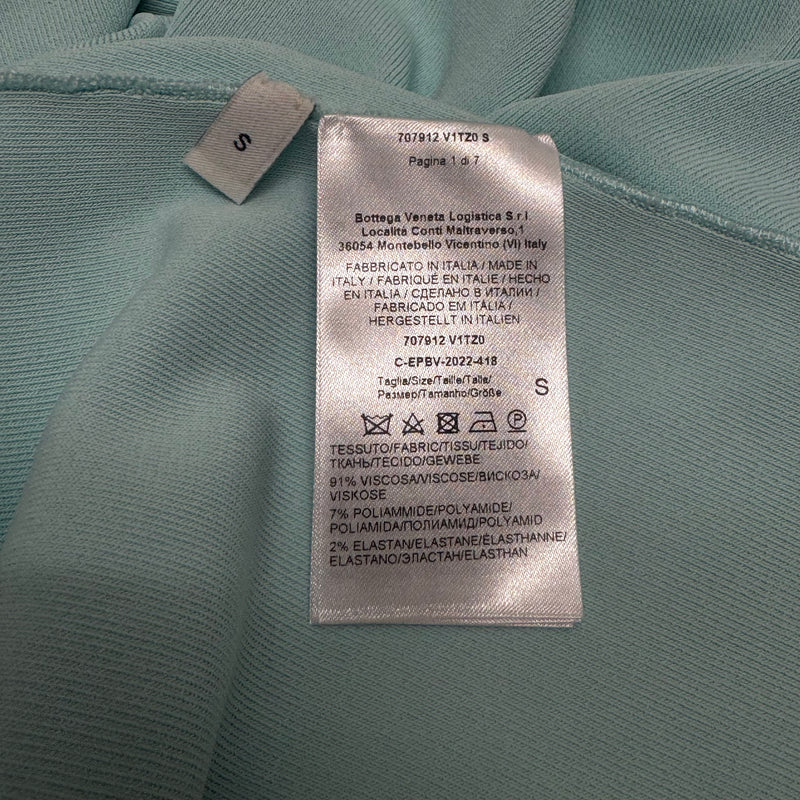 S
707912 V1TZ0 S
Pagina 1 di 7
Bottega Veneta Logistica S.r.l.
Località Conti Maltraverso,1
36054 Montebello Vicentino (VI) Italy
FABBRICATO IN ITALIA / MADE IN
ITALY / FABRIQUÉ EN ITALIE / HECHO
EN ITALIA / СДЕЛАНО В ИТАЛИИ /
FABRICADO EM ITÁLIA /
HERGESTELLT IN ITALIEN
707912 V1TZ0
C-EPBV-2022-418
Taglia/Size/Taille/Talla/
Размер/Tamanho/Größe
S
TESSUTO/FABRIC/TISSU/TEJIDO/
ТКАНЬ/TECIDO/GEWEBE
91% VISCOSA/VISCOSE/ВИСКОЗА/
VISKOSE
7% POLIAMMIDE/POLYAMIDE/
POLIAMIDA/ПОЛИАМИД/POLYAMID
2% ELASTAN/ELASTANE/ÉLASTHANNE/
ELASTANO/ЭЛАСТАН/ELASTHAN